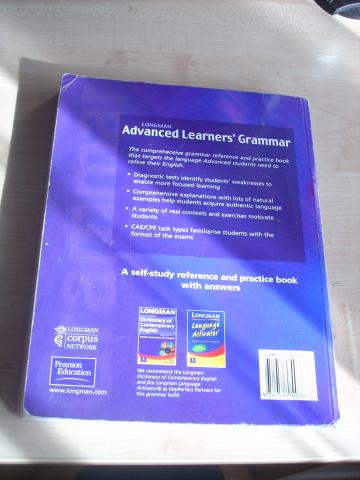 LONGMAN
Advanced Learners' Grammar
The comprehensive grammar reference and practice book
that targets the language Advanced students need to
refine their English.
• Diagnostic tests identify students' weaknesses to
enable more focused learning
• Comprehensive explanations with lots of natural
examples help students acquire authentic language
• A variety of real contexts and exercises motivate
students
• CAE/CPE task types familiarise students with the
format of the exams
A self-study reference and practice book
with answers
LONGMAN
Dictionary of Contemporary
English
LONGMAN
Language
Activator
LONGMAN
corpus
NETWORK
Pearson
Education
www.longman.com
We recommend the Longman
Dictionary of Contemporary English
and the Longman Language
Activator® as the Perfect Partners for
this grammar book.
ISBN